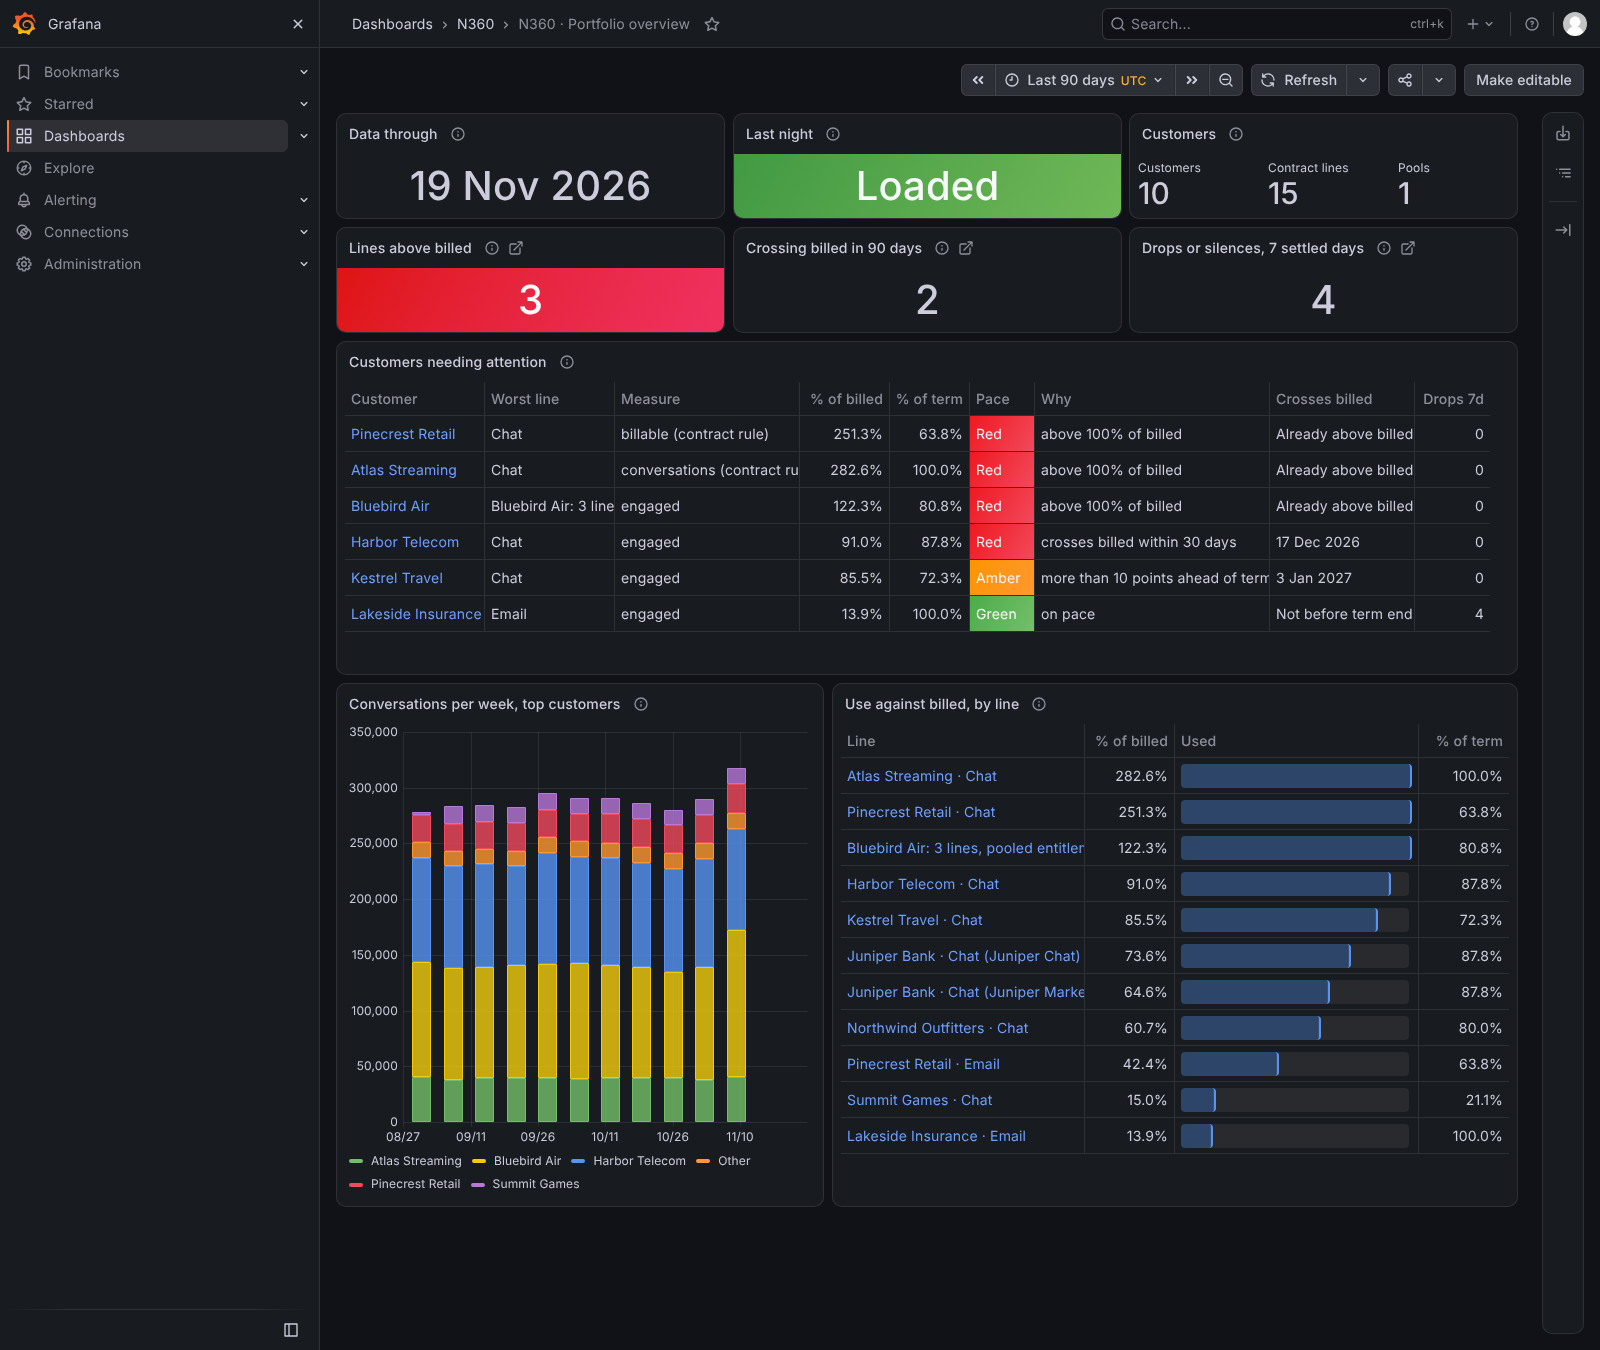 Grafana
Dashboards › N360 › N360 · Portfolio overview
Search... ctrl+k
Bookmarks
Starred
Dashboards
Explore
Alerting
Connections
Administration
Last 90 days UTC
Refresh
Make editable
Data through
19 Nov 2026
Last night
Loaded
Customers
Customers Contract lines Pools
10 15 1
Lines above billed
3
Crossing billed in 90 days
2
Drops or silences, 7 settled days
4
Customers needing attention
Customer Worst line Measure % of billed % of term Pace Why Crosses billed Drops 7d
Pinecrest Retail Chat billable (contract rule) 251.3% 63.8% Red above 100% of billed Already above billed 0
Atlas Streaming Chat conversations (contract ru 282.6% 100.0% Red above 100% of billed Already above billed 0
Bluebird Air Bluebird Air: 3 line engaged 122.3% 80.8% Red above 100% of billed Already above billed 0
Harbor Telecom Chat engaged 91.0% 87.8% Red crosses billed within 30 days 17 Dec 2026 0
Kestrel Travel Chat engaged 85.5% 72.3% Amber more than 10 points ahead of term 3 Jan 2027 0
Lakeside Insurance Email engaged 13.9% 100.0% Green on pace Not before term end 4
Conversations per week, top customers
350,000
300,000
250,000
200,000
150,000
100,000
50,000
0
08/27 09/11 09/26 10/11 10/26 11/10
Atlas Streaming Bluebird Air Harbor Telecom Other
Pinecrest Retail Summit Games
Use against billed, by line
Line % of billed Used % of term
Atlas Streaming · Chat 282.6% 100.0%
Pinecrest Retail · Chat 251.3% 63.8%
Bluebird Air: 3 lines, pooled entitler 122.3% 80.8%
Harbor Telecom · Chat 91.0% 87.8%
Kestrel Travel · Chat 85.5% 72.3%
Juniper Bank · Chat (Juniper Chat) 73.6% 87.8%
Juniper Bank · Chat (Juniper Marke 64.6% 87.8%
Northwind Outfitters · Chat 60.7% 80.0%
Pinecrest Retail · Email 42.4% 63.8%
Summit Games · Chat 15.0% 21.1%
Lakeside Insurance · Email 13.9% 100.0%